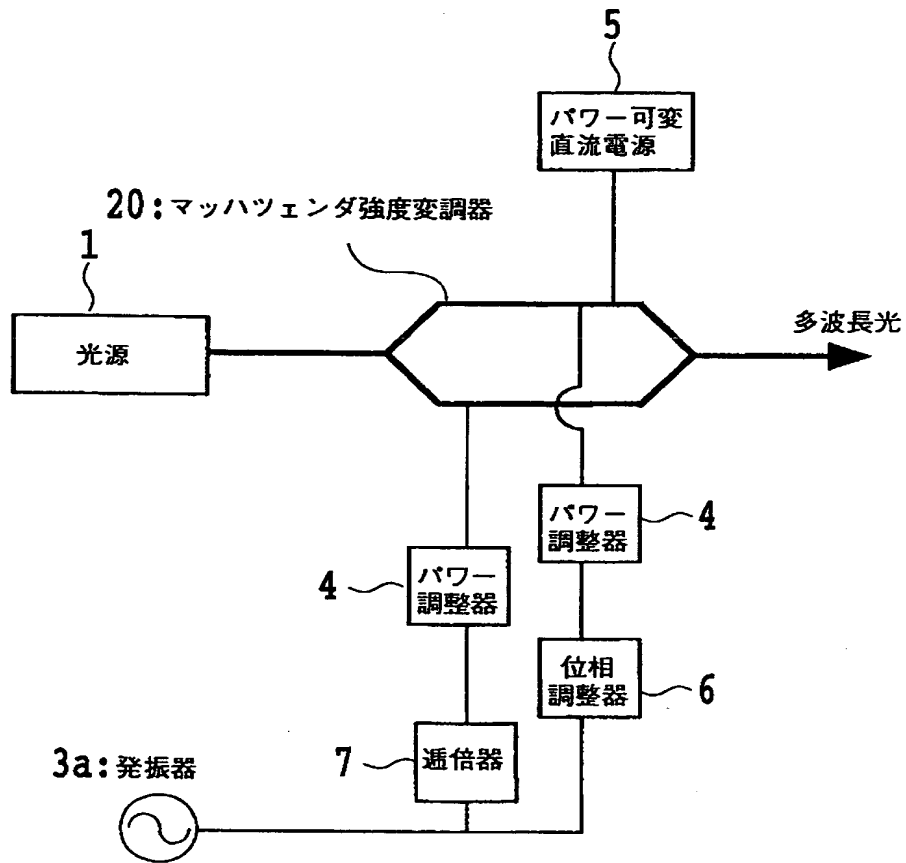 5
パワー可変
直流電源
20:マッハツェンダ強度変調器
1
光源
多波長光
パワー
調整器
4
4
パワー
調整器
位相
調整器
6
7
逓倍器
3a:発振器